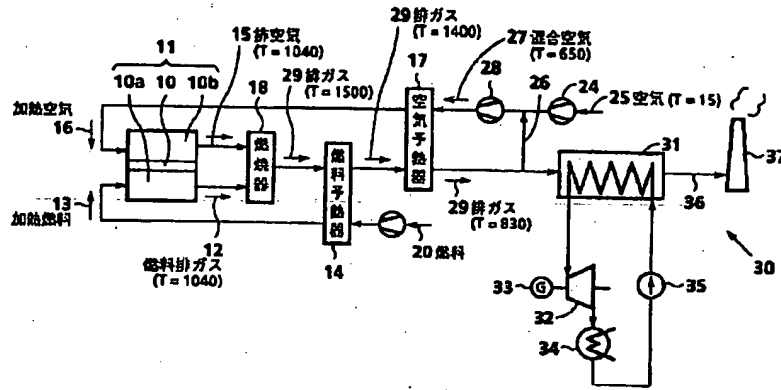 11
10a 10 10b
15 排空気
(T = 1040)
29 排ガス
(T = 1500)
18
29 排ガス
(T = 1400)
17
27 混合空気
(T = 650)
28
26
24
25 空気 (T = 15)
加熱空気
16
燃焼器
燃料予熱器
空気予熱器
31
37
13
加熱燃料
12
燃料排ガス
(T = 1040)
14
20 燃料
29 排ガス
(T = 830)
36
30
33
G
32
35
34